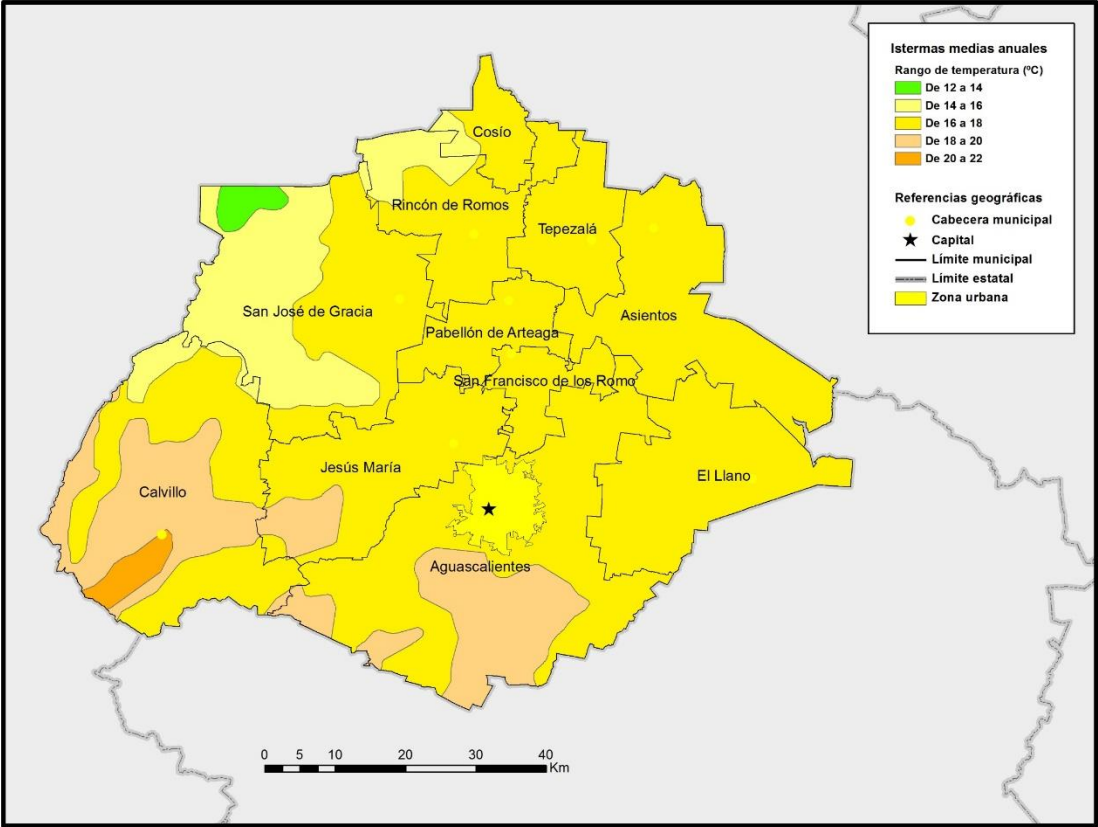 Istermas medias anuales
Rango de temperatura (ºC)
De 12 a 14
De 14 a 16
De 16 a 18
De 18 a 20
De 20 a 22
Referencias geográficas
Cabecera municipal
Capital
Límite municipal
Límite estatal
Zona urbana
Cosío
Rincón de Romos
Tepezalá
San José de Gracia
Asientos
Pabellón de Arteaga
San Francisco de los Romo
Jesús María
El Llano
Calvillo
Aguascalientes
0 5 10 20 30 40
Km